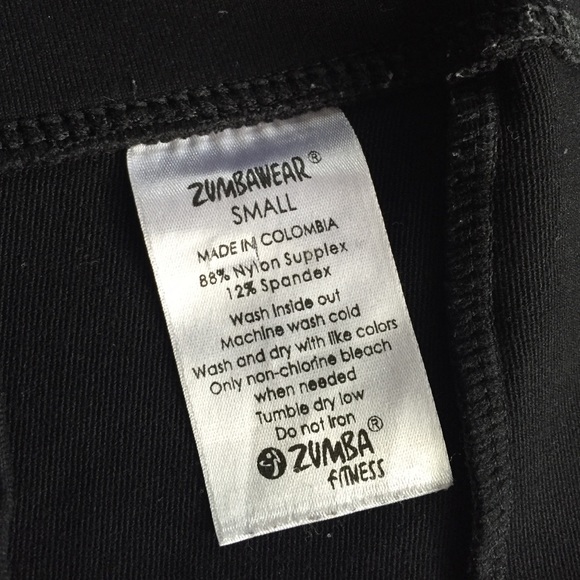 ZUMBAWEAR®
SMALL
MADE IN COLOMBIA
88% Nylon Supplex
12% Spandex
Wash Inside out
Machine wash cold
Wash and dry with like colors
Only non-chlorine bleach
when needed
Tumble dry low
Do not Iron
ZUMBA®
FITNESS